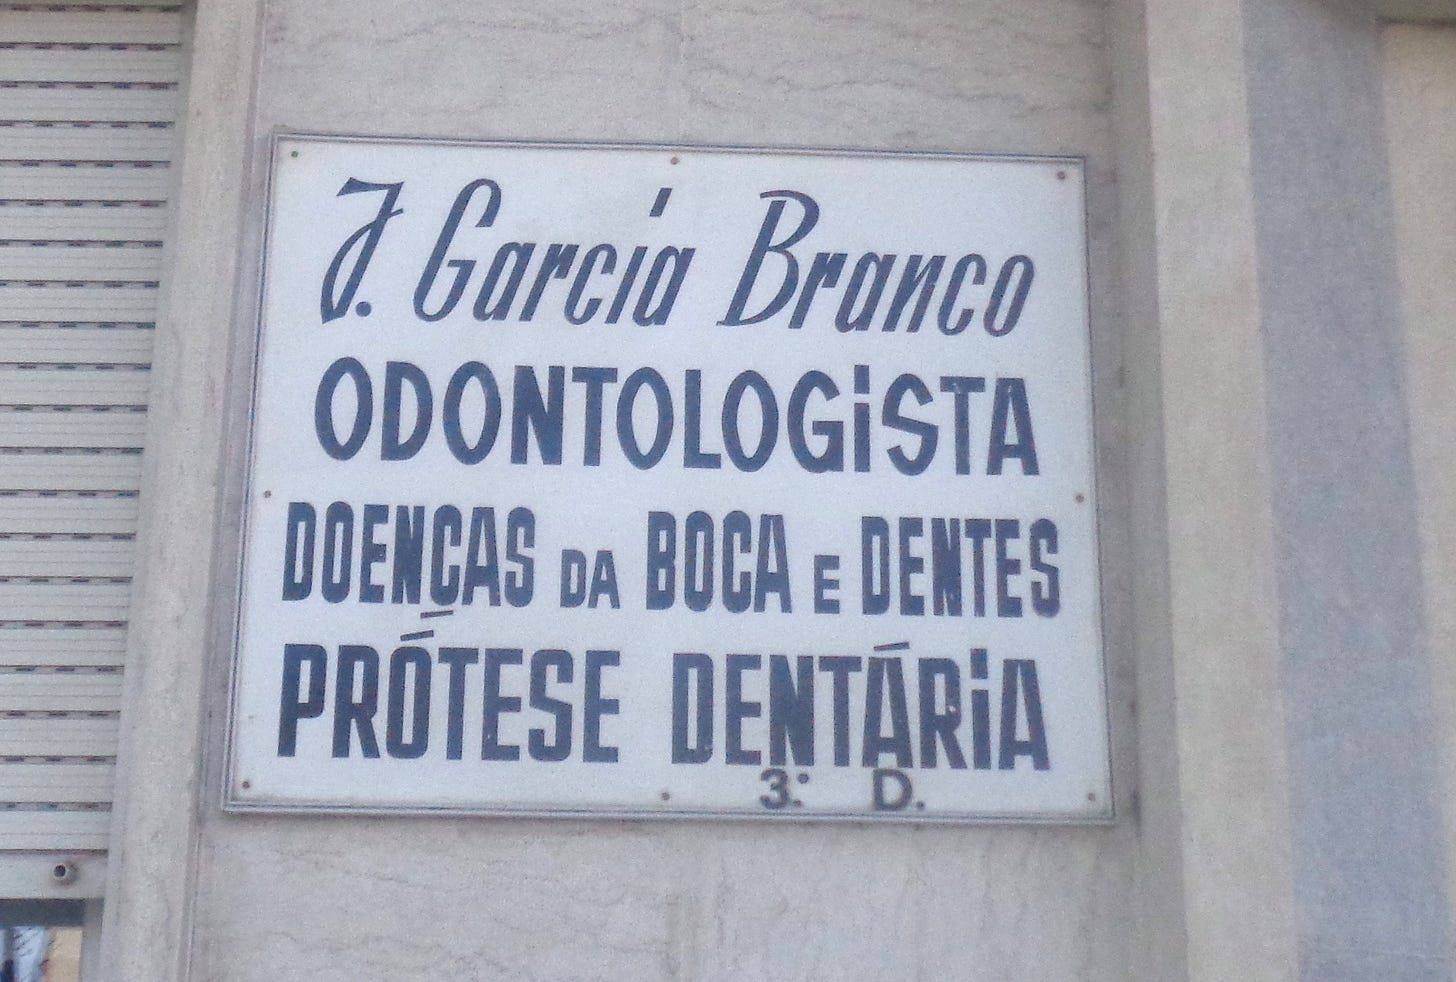 J. Garcia Branco
ODONTOLOGiSTA
DOENÇAS DA BOCA E DENTES
PRÓTESE DENTÁRiA
3.º D.